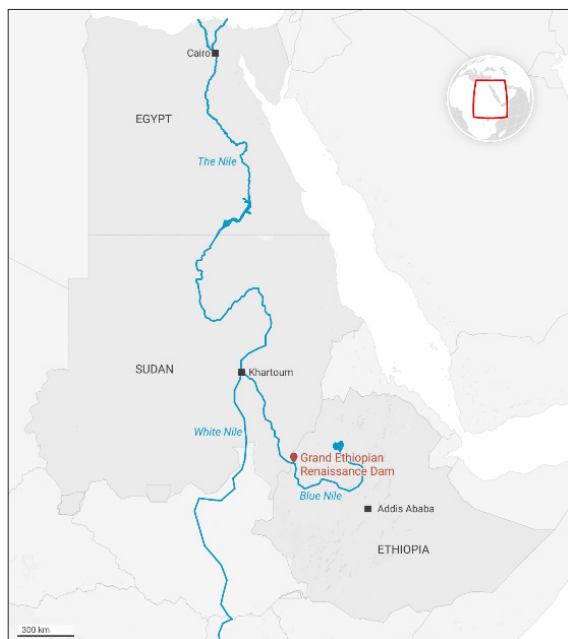 Cairo
EGYPT
The Nile
SUDAN
Khartoum
White Nile
Grand Ethiopian
Renaissance Dam
Blue Nile
Addis Ababa
ETHIOPIA
300 km